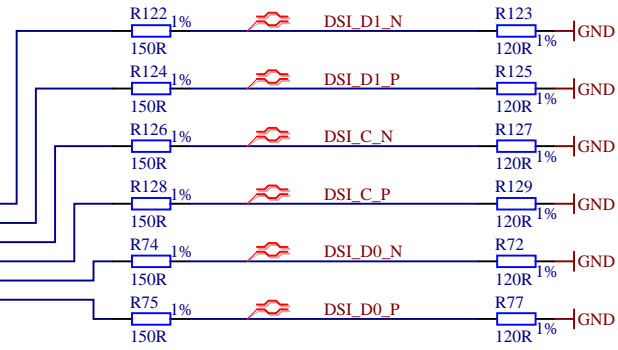 R122 1% DSI_D1_N R123
150R 120R 1% GND
R124 1% DSI_D1_P R125
150R 120R 1% GND
R126 1% DSI_C_N R127
150R 120R 1% GND
R128 1% DSI_C_P R129
150R 120R 1% GND
R74 1% DSI_D0_N R72
150R 120R 1% GND
R75 1% DSI_D0_P R77
150R 120R 1% GND